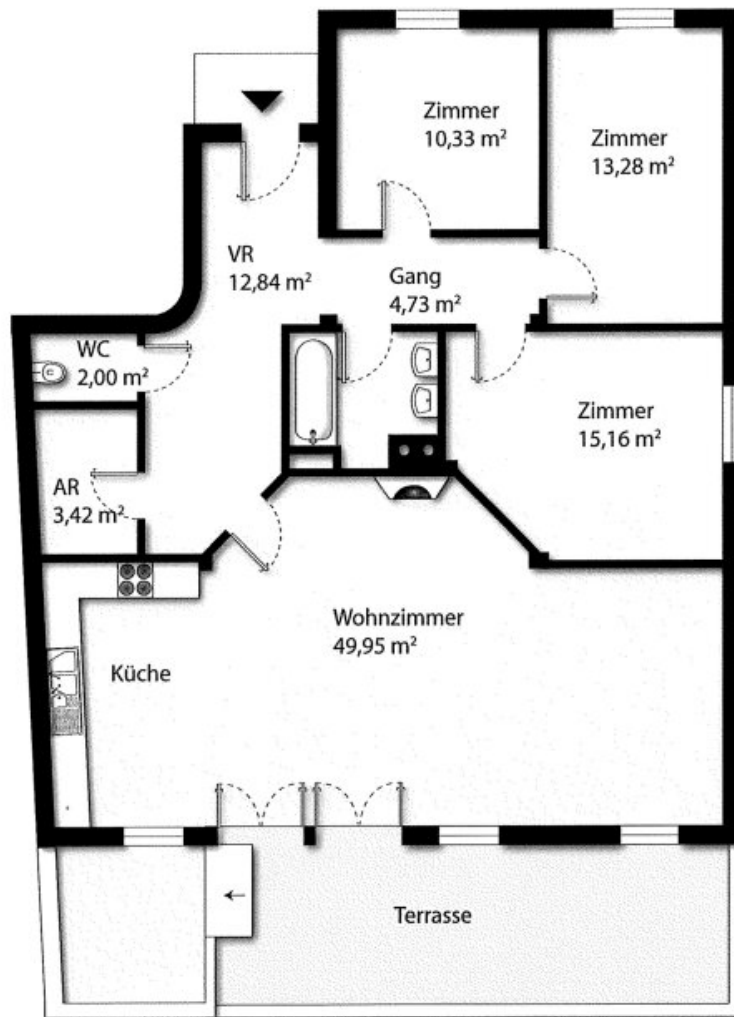 Zimmer
10,33 m²
Zimmer
13,28 m²
VR
12,84 m²
Gang
4,73 m²
WC
2,00 m²
Zimmer
15,16 m²
AR
3,42 m²
Wohnzimmer
49,95 m²
Küche
Terrasse